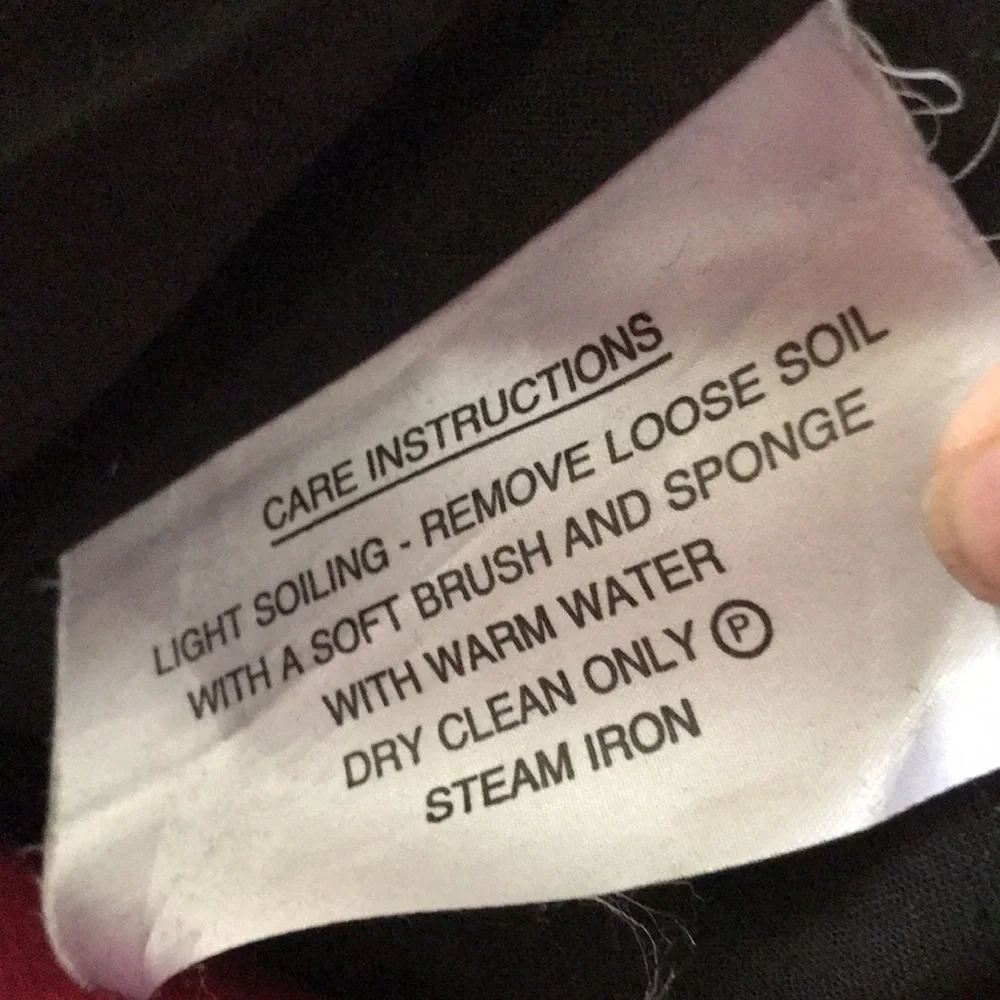 CARE INSTRUCTIONS
LIGHT SOILING - REMOVE LOOSE SOIL
WITH A SOFT BRUSH AND SPONGE
WITH WARM WATER
DRY CLEAN ONLY Ⓟ
STEAM IRON